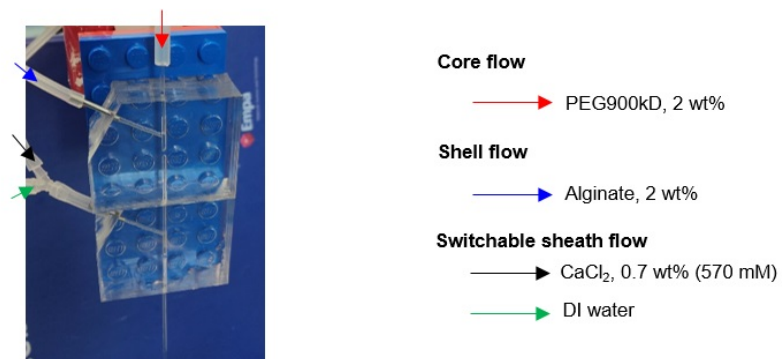 Empa
Core flow
PEG900kD, 2 wt%
Shell flow
Alginate, 2 wt%
Switchable sheath flow
CaCl₂, 0.7 wt% (570 mM)
DI water